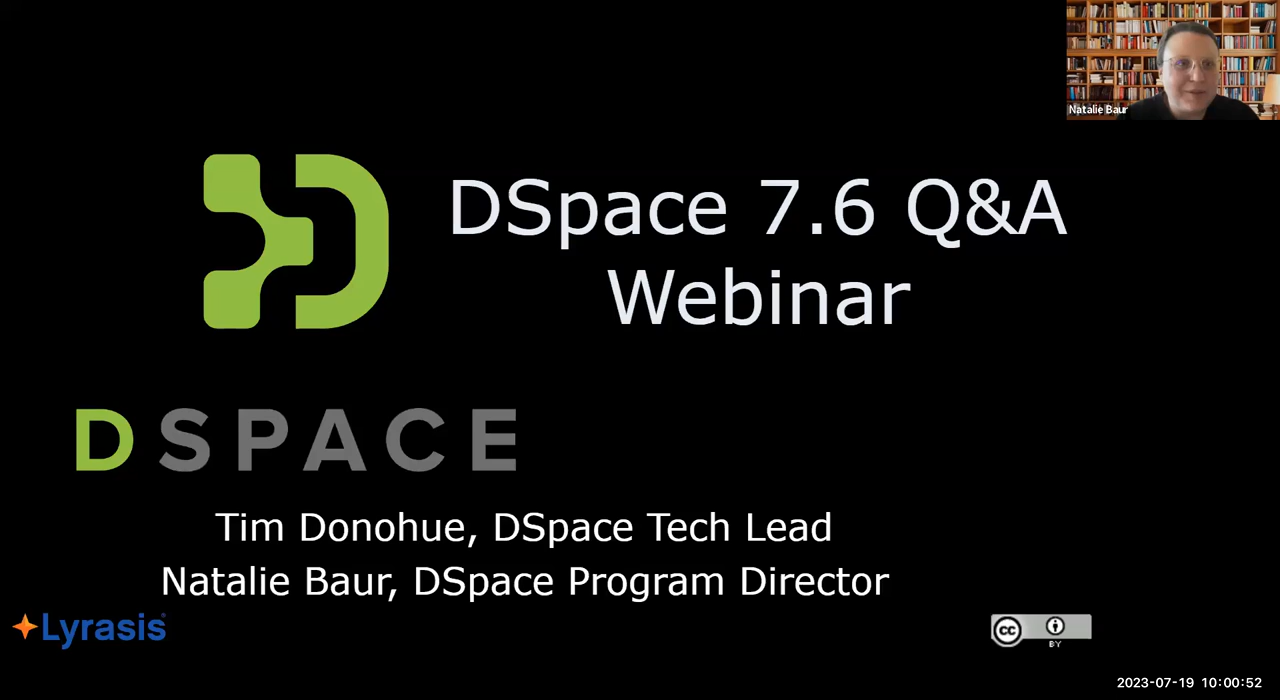 Natalie Baur
DSpace 7.6 Q&A
Webinar
DSPACE
Tim Donohue, DSpace Tech Lead
Natalie Baur, DSpace Program Director
Lyrasis
cc
BY
2023-07-19 10:00:52